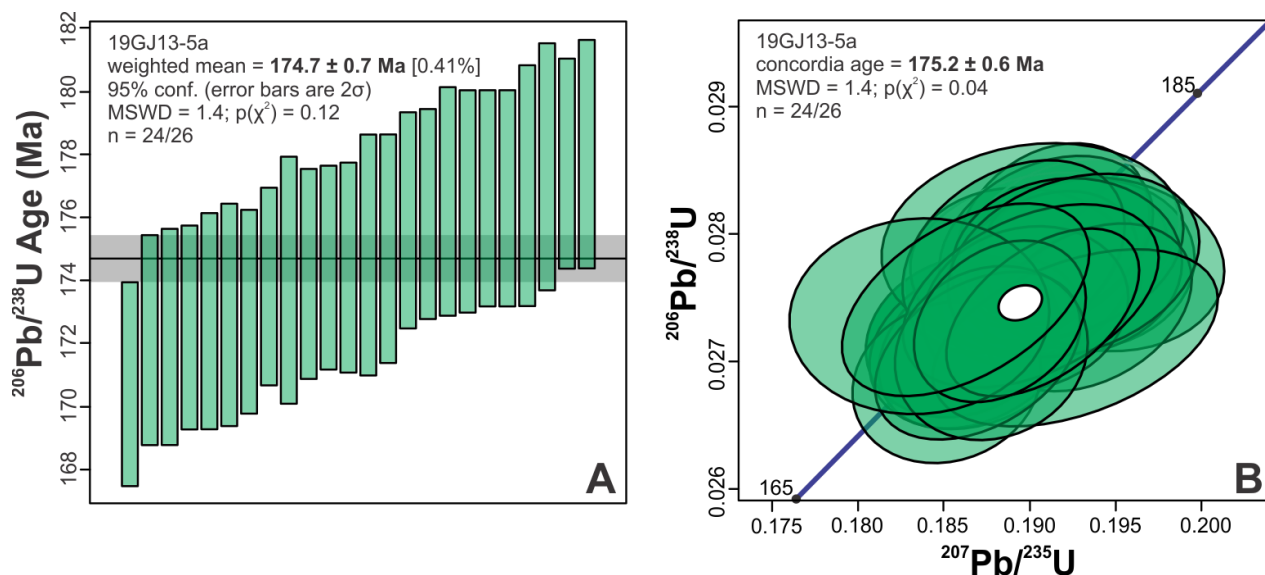 19GJ13-5a
weighted mean = 174.7 ± 0.7 Ma [0.41%]
95% conf. (error bars are 2σ)
MSWD = 1.4; p(χ²) = 0.12
n = 24/26
²⁰⁶Pb/²³⁸U Age (Ma)
182
180
178
176
174
172
170
168
A
19GJ13-5a
concordia age = 175.2 ± 0.6 Ma
MSWD = 1.4; p(χ²) = 0.04
n = 24/26
185
165
²⁰⁶Pb/²³⁸U
0.029
0.028
0.027
0.026
B
0.175
0.180
0.185
0.190
0.195
0.200
²⁰⁷Pb/²³⁵U